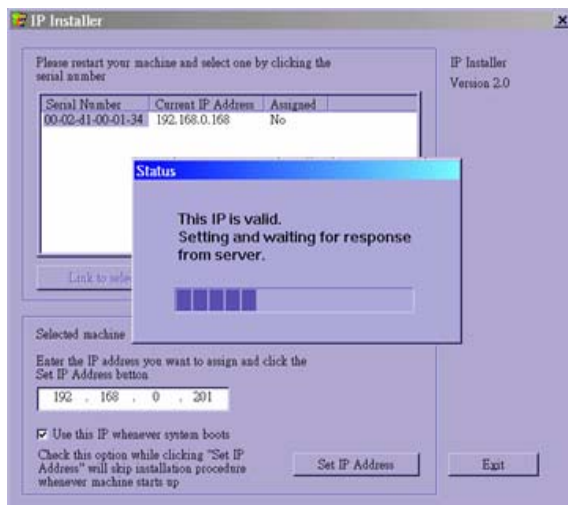 IP Installer
x
Please restart your machine and select one by clicking the
serial number
IP Installer
Version 2.0
Serial Number Current IP Address Assigned
00-02-d1-00-01-34 192.168.0.168 No
Status
This IP is valid.
Setting and waiting for response
from server.
Link to
Selected machine
Enter the IP address you want to assign and click the
Set IP Address button
192 . 168 . 0 . 201
Use this IP whenever system boots
Check this option while clicking "Set IP
Address" will skip installation procedure
whenever machine starts up
Set IP Address
Exit